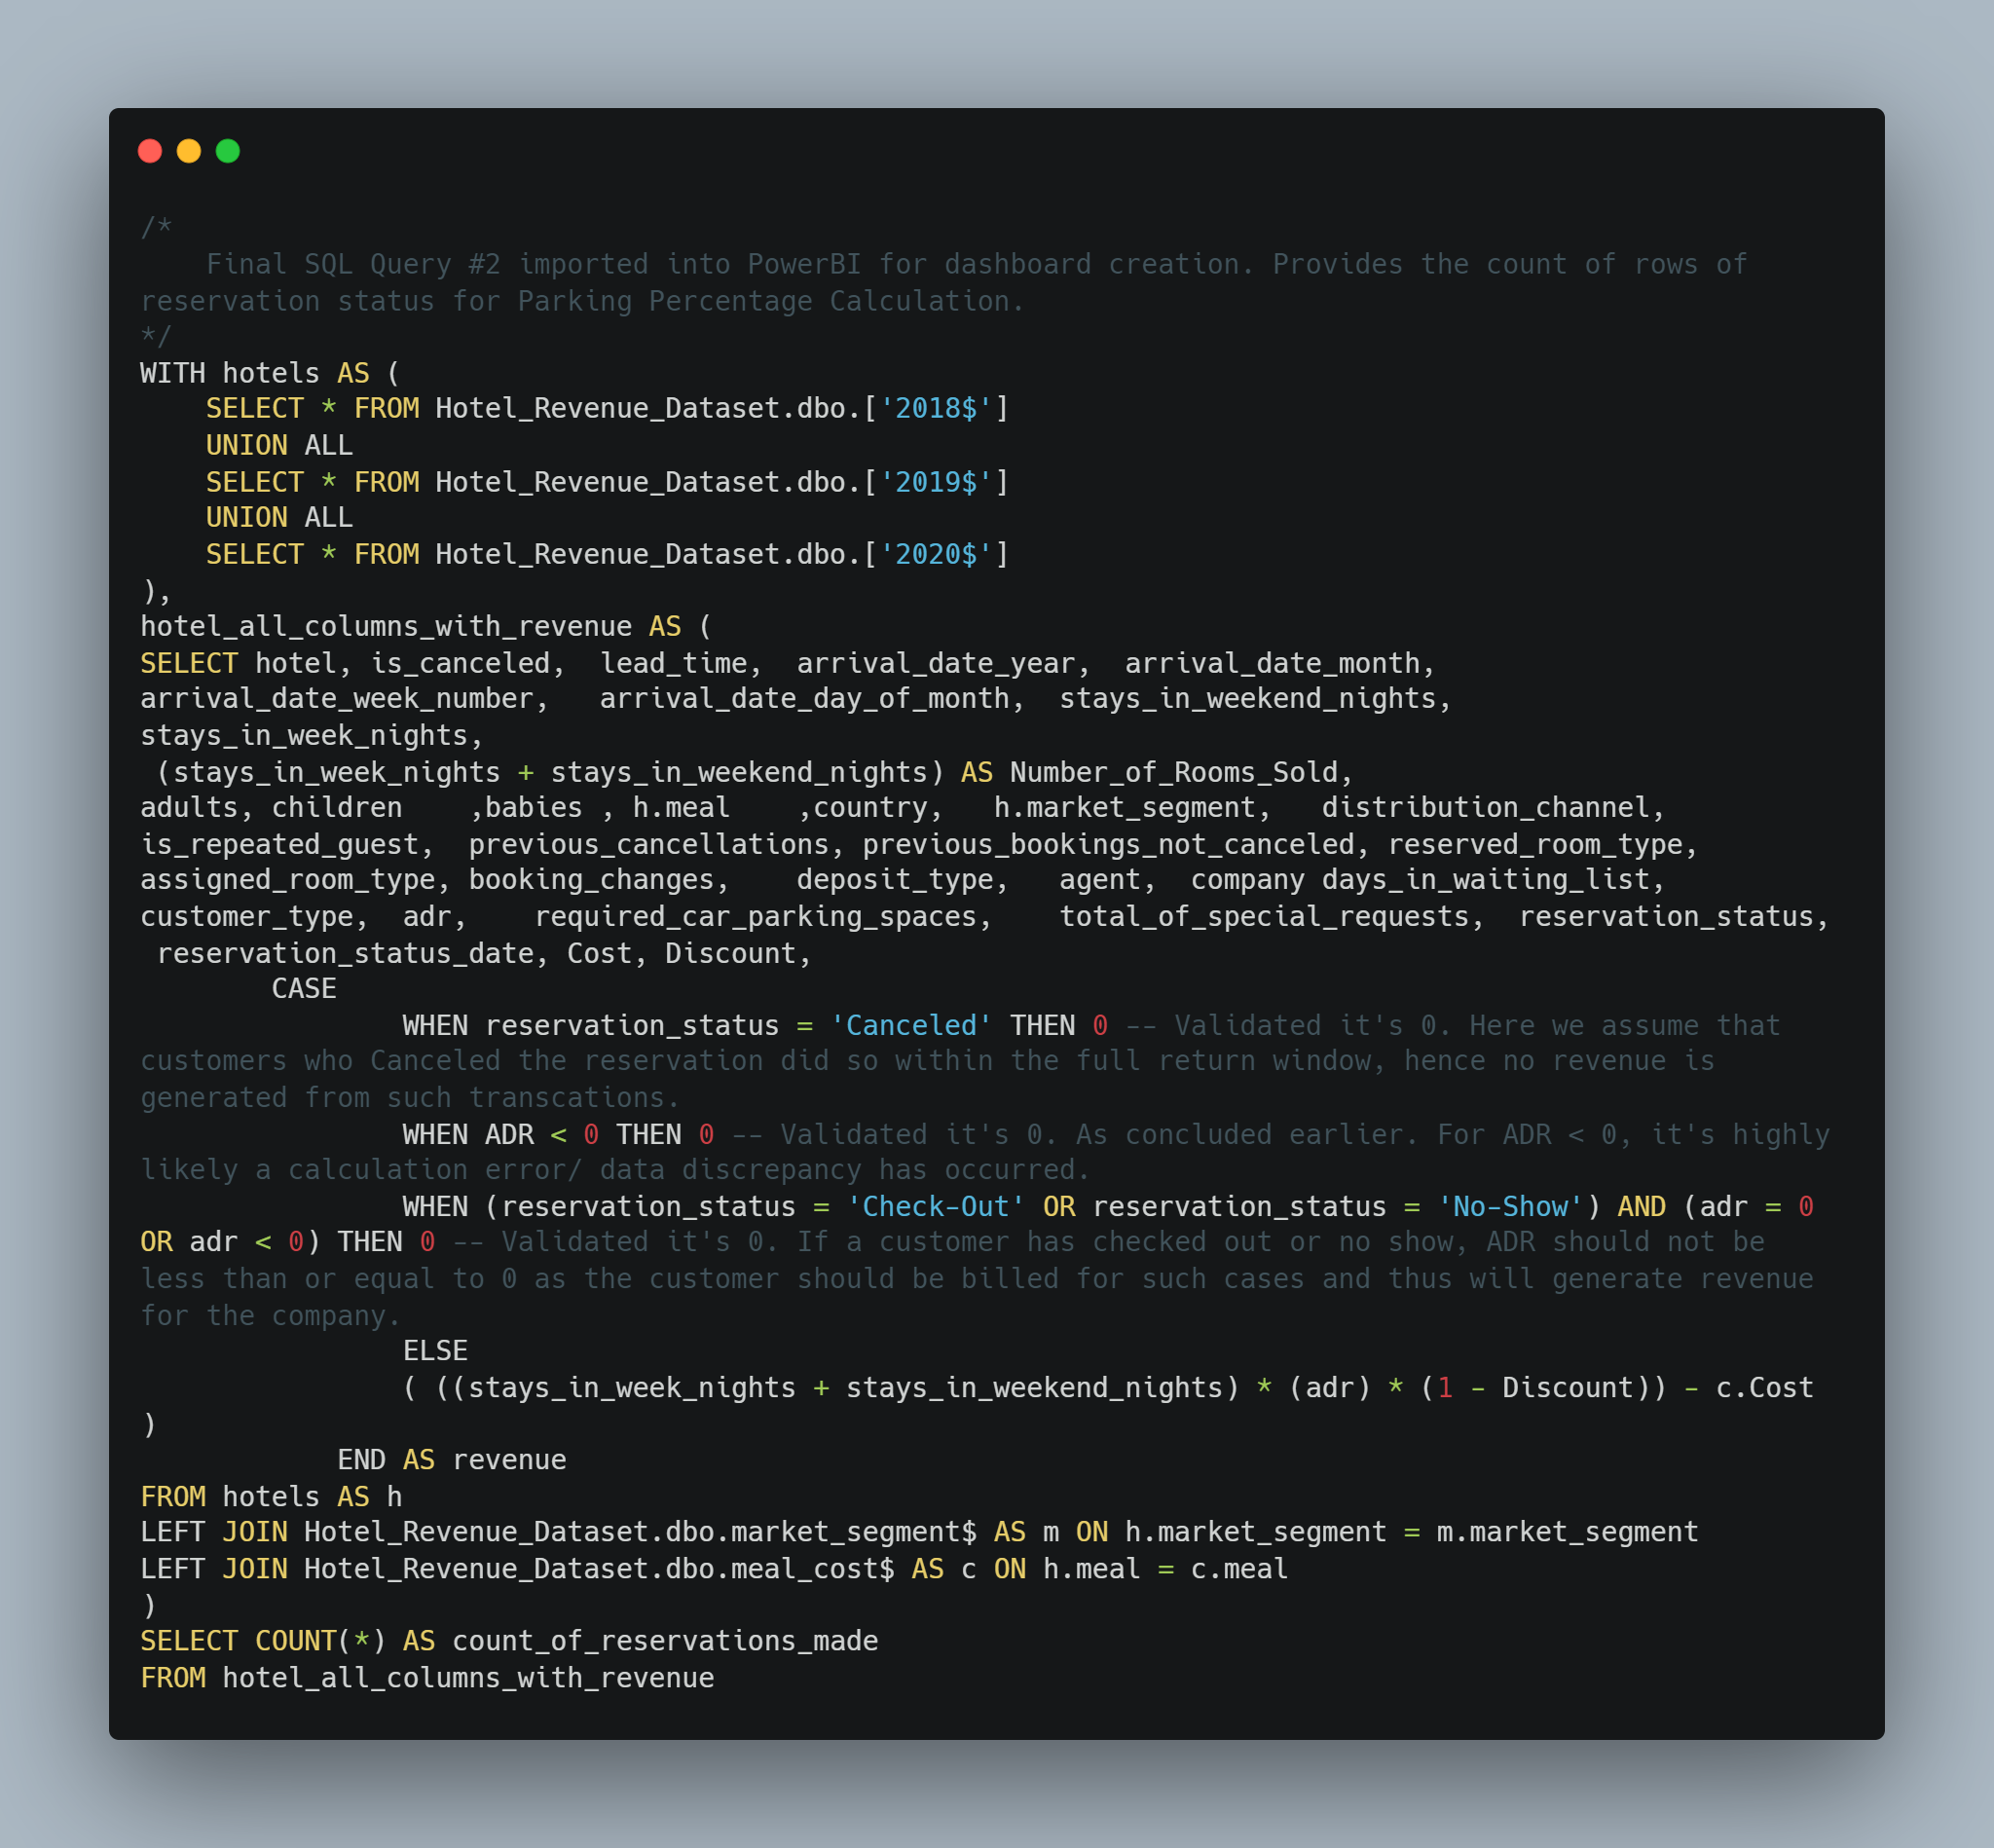 /*
    Final SQL Query #2 imported into PowerBI for dashboard creation. Provides the count of rows of
reservation status for Parking Percentage Calculation.
*/
WITH hotels AS (
    SELECT * FROM Hotel_Revenue_Dataset.dbo.['2018$']
    UNION ALL
    SELECT * FROM Hotel_Revenue_Dataset.dbo.['2019$']
    UNION ALL
    SELECT * FROM Hotel_Revenue_Dataset.dbo.['2020$']
),
hotel_all_columns_with_revenue AS (
SELECT hotel, is_canceled,  lead_time,  arrival_date_year,  arrival_date_month,
arrival_date_week_number,   arrival_date_day_of_month,  stays_in_weekend_nights,
stays_in_week_nights,
 (stays_in_week_nights + stays_in_weekend_nights) AS Number_of_Rooms_Sold,
adults, children    ,babies , h.meal    ,country,   h.market_segment,   distribution_channel,
is_repeated_guest,  previous_cancellations, previous_bookings_not_canceled, reserved_room_type,
assigned_room_type, booking_changes,    deposit_type,   agent,  company days_in_waiting_list,
customer_type,  adr,    required_car_parking_spaces,    total_of_special_requests,  reservation_status,
 reservation_status_date, Cost, Discount,
        CASE
                WHEN reservation_status = 'Canceled' THEN 0 -- Validated it's 0. Here we assume that
customers who Canceled the reservation did so within the full return window, hence no revenue is
generated from such transcations.
                WHEN ADR < 0 THEN 0 -- Validated it's 0. As concluded earlier. For ADR < 0, it's highly
likely a calculation error/ data discrepancy has occurred.
                WHEN (reservation_status = 'Check-Out' OR reservation_status = 'No-Show') AND (adr = 0
OR adr < 0) THEN 0 -- Validated it's 0. If a customer has checked out or no show, ADR should not be
less than or equal to 0 as the customer should be billed for such cases and thus will generate revenue
for the company.
                ELSE
                ( ((stays_in_week_nights + stays_in_weekend_nights) * (adr) * (1 - Discount)) - c.Cost
)
            END AS revenue
FROM hotels AS h
LEFT JOIN Hotel_Revenue_Dataset.dbo.market_segment$ AS m ON h.market_segment = m.market_segment
LEFT JOIN Hotel_Revenue_Dataset.dbo.meal_cost$ AS c ON h.meal = c.meal
)
SELECT COUNT(*) AS count_of_reservations_made
FROM hotel_all_columns_with_revenue